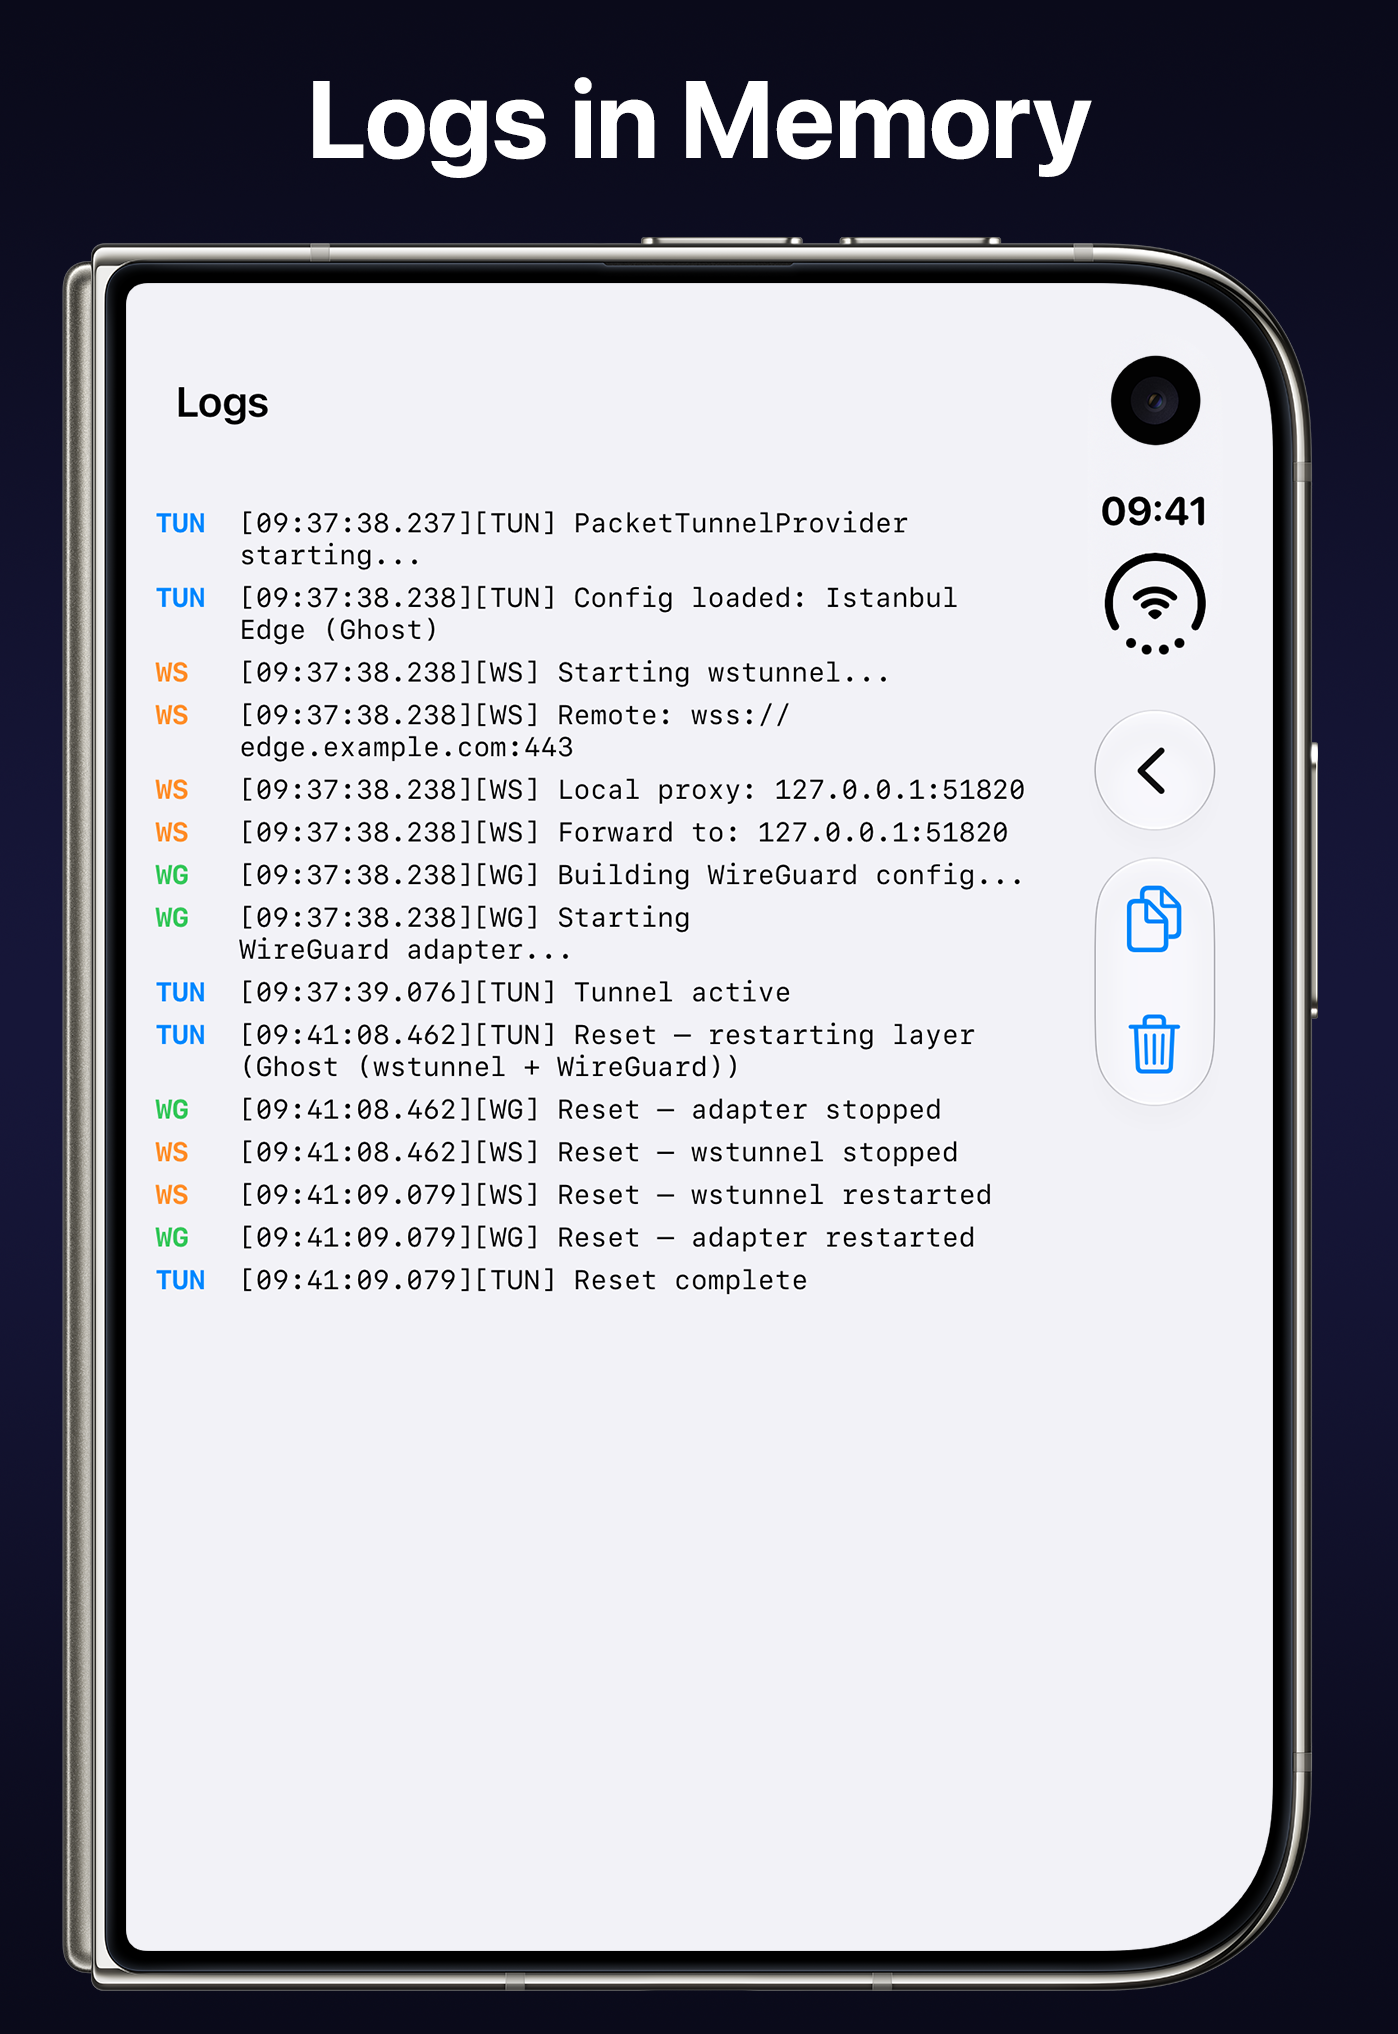 Logs in Memory
Logs
09:41
TUN [09:37:38.237][TUN] PacketTunnelProvider
starting...
TUN [09:37:38.238][TUN] Config loaded: Istanbul
Edge (Ghost)
WS [09:37:38.238][WS] Starting wstunnel...
WS [09:37:38.238][WS] Remote: wss://
edge.example.com:443
WS [09:37:38.238][WS] Local proxy: 127.0.0.1:51820
WS [09:37:38.238][WS] Forward to: 127.0.0.1:51820
WG [09:37:38.238][WG] Building WireGuard config...
WG [09:37:38.238][WG] Starting
WireGuard adapter...
TUN [09:37:39.076][TUN] Tunnel active
TUN [09:41:08.462][TUN] Reset — restarting layer
(Ghost (wstunnel + WireGuard))
WG [09:41:08.462][WG] Reset — adapter stopped
WS [09:41:08.462][WS] Reset — wstunnel stopped
WS [09:41:09.079][WS] Reset — wstunnel restarted
WG [09:41:09.079][WG] Reset — adapter restarted
TUN [09:41:09.079][TUN] Reset complete